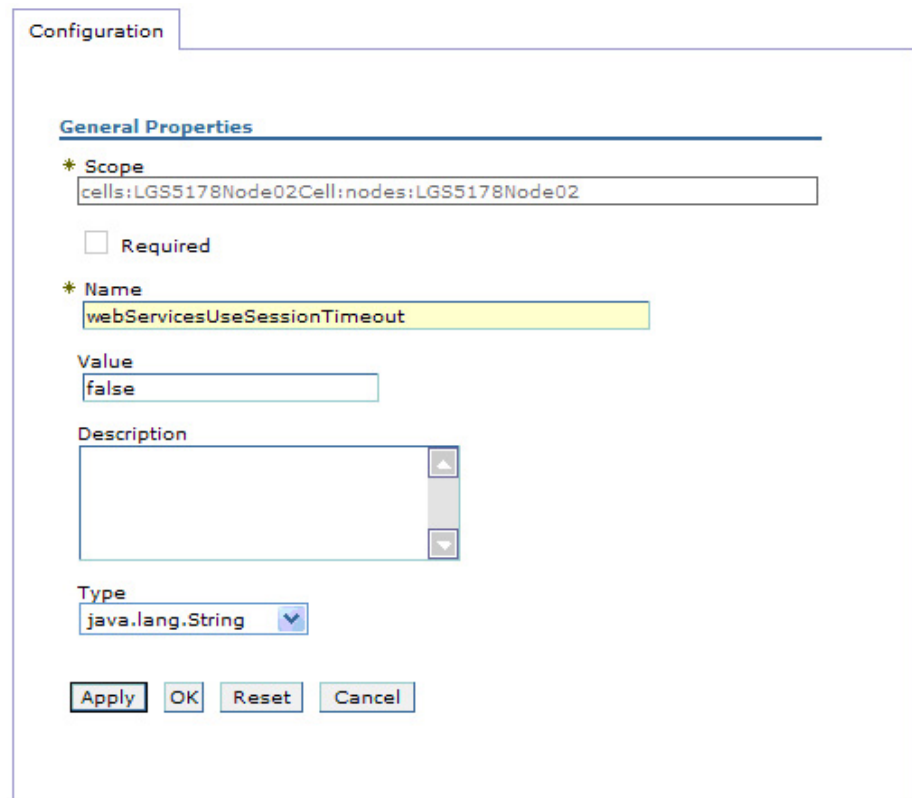 Configuration
General Properties
* Scope
cells:LGS5178Node02Cell:nodes:LGS5178Node02
Required
* Name
webServicesUseSessionTimeout
Value
false
Description
Type
java.lang.String
Apply OK Reset Cancel